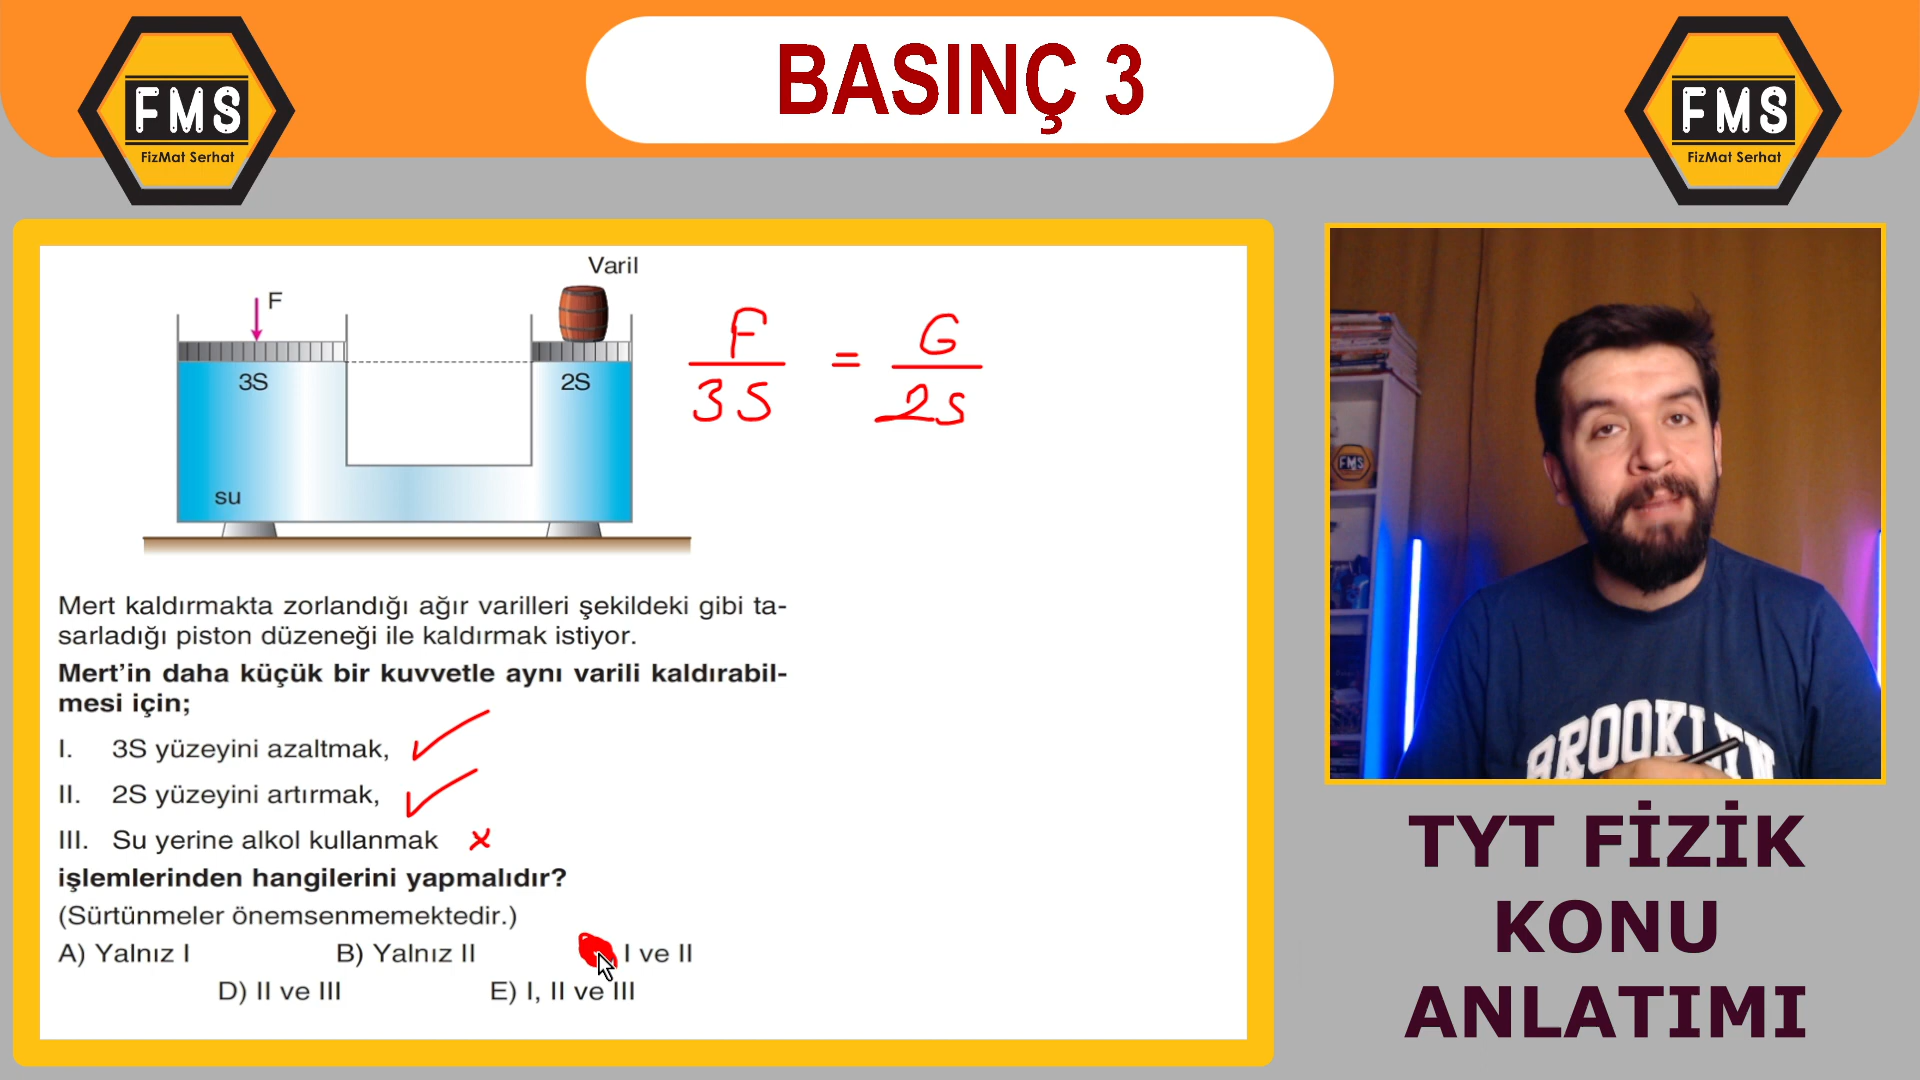 BASINÇ 3
FMS
FizMat Serhat
FMS
FizMat Serhat
Varil
F
3S
2S
su
F
3S
=
G
2S
Mert kaldırmakta zorlandığı ağır varilleri şekildeki gibi ta-
sarladığı piston düzeneği ile kaldırmak istiyor.
Mert'in daha küçük bir kuvvetle aynı varili kaldırabil-
mesi için;
I. 3S yüzeyini azaltmak,
II. 2S yüzeyini artırmak,
III. Su yerine alkol kullanmak
işlemlerinden hangilerini yapmalıdır?
(Sürtünmeler önemsenmemektedir.)
A) Yalnız I B) Yalnız II I ve II
D) II ve III E) I, II ve III
FMS
BROOKLYN
TYT FİZİK
KONU
ANLATIMI